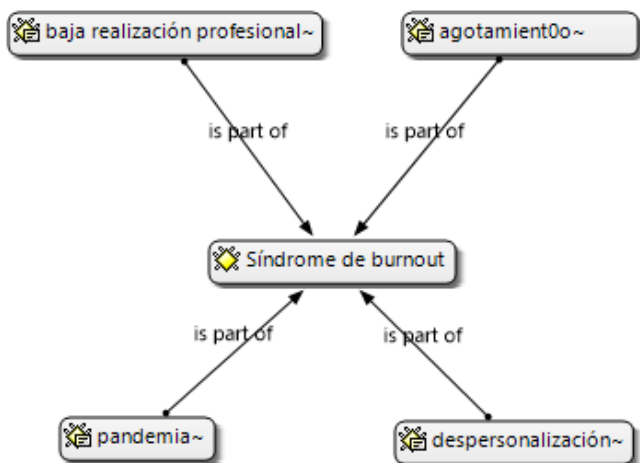 baja realización profesional~
agotamient0o~
is part of
is part of
Síndrome de burnout
is part of
is part of
pandemia~
despersonalización~